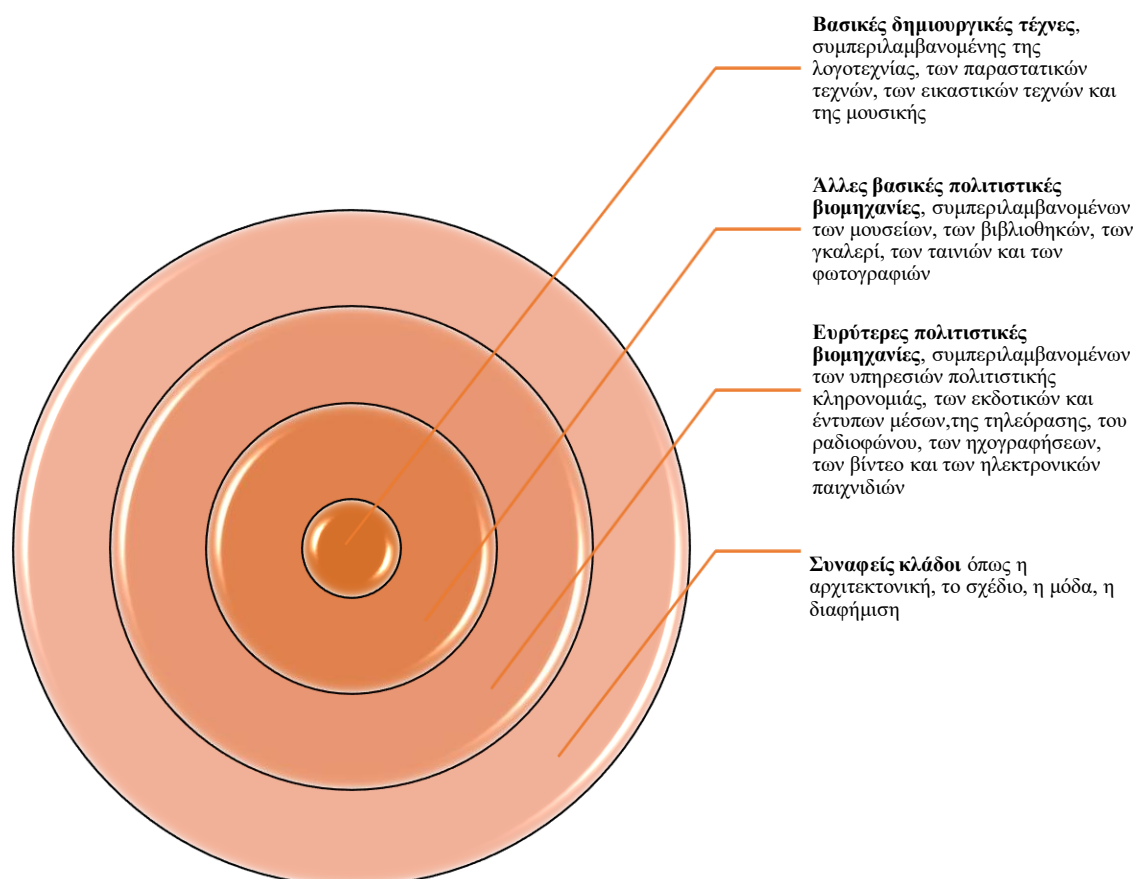 Βασικές δημιουργικές τέχνες,
συμπεριλαμβανομένης της
λογοτεχνίας, των παραστατικών
τεχνών, των εικαστικών τεχνών και
της μουσικής
Άλλες βασικές πολιτιστικές
βιομηχανίες, συμπεριλαμβανομένων
των μουσείων, των βιβλιοθηκών, των
γκαλερί, των ταινιών και των
φωτογραφιών
Ευρύτερες πολιτιστικές
βιομηχανίες, συμπεριλαμβανομένων
των υπηρεσιών πολιτιστικής
κληρονομιάς, των εκδοτικών και
έντυπων μέσων,της τηλεόρασης, του
ραδιοφώνου, των ηχογραφήσεων,
των βίντεο και των ηλεκτρονικών
παιχνιδιών
Συναφείς κλάδοι όπως η
αρχιτεκτονική, το σχέδιο, η μόδα, η
διαφήμιση